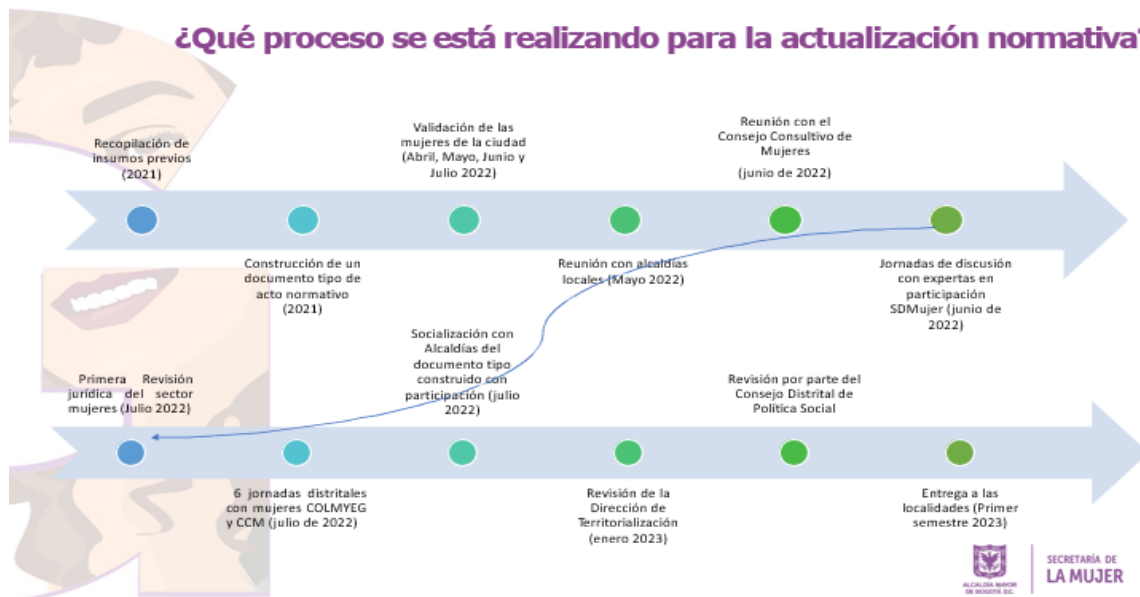 ¿Qué proceso se está realizando para la actualización normativa?
Recopilación de
insumos previos
(2021)
Construcción de un
documento tipo de
acto normativo
(2021)
Validación de las
mujeres de la ciudad
(Abril, Mayo, Junio y
Julio 2022)
Reunión con alcaldías
locales (Mayo 2022)
Reunión con el
Consejo Consultivo de
Mujeres
(junio de 2022)
Jornadas de discusión
con expertas en
participación
SDMujer (junio de
2022)
Primera Revisión
jurídica del sector
mujeres (Julio 2022)
6 jornadas distritales
con mujeres COLMYEG
y CCM (julio de 2022)
Socialización con
Alcaldías del
documento tipo
construido con
participación (julio
2022)
Revisión de la
Dirección de
Territorialización
(enero 2023)
Revisión por parte del
Consejo Distrital de
Política Social
Entrega a las
localidades (Primer
semestre 2023)
ALCALDÍA MAYOR
DE BOGOTÁ D.C.
SECRETARÍA DE
LA MUJER